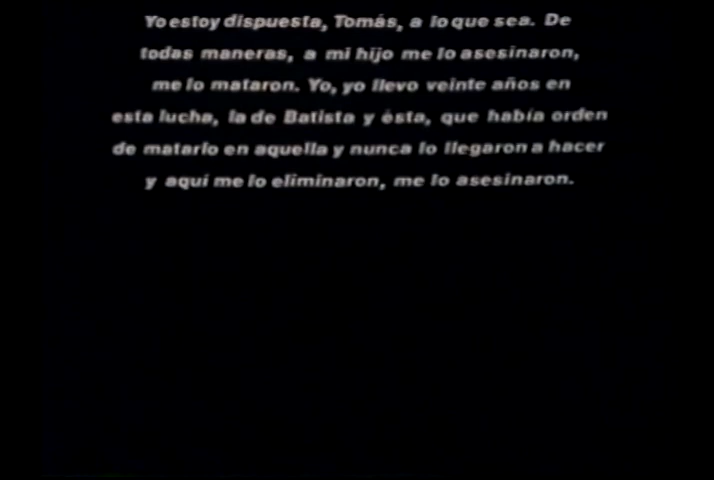 Yo estoy dispuesta, Tomás, a lo que sea. De
todas maneras, a mi hijo me lo asesinaron,
me lo mataron. Yo, yo llevo veinte años en
esta lucha, la de Batista y ésta, que había orden
de matarlo en aquella y nunca lo llegaron a hacer
y aquí me lo eliminaron, me lo asesinaron.